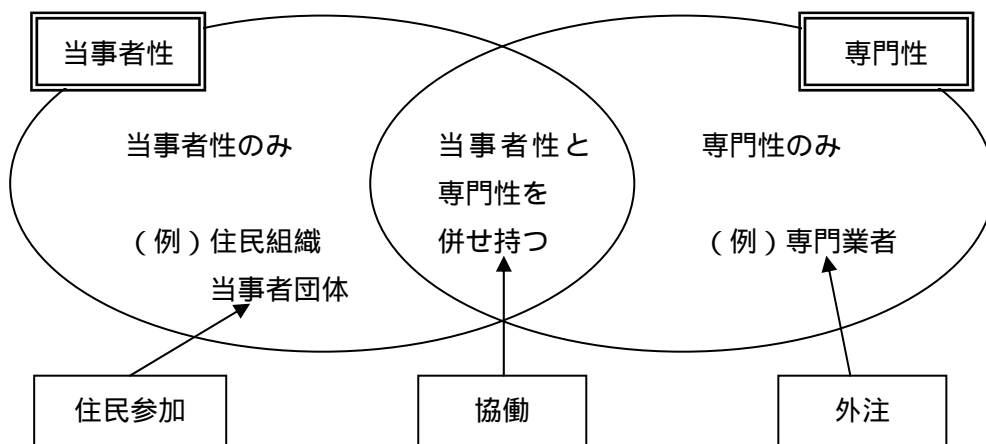 当事者性
専門性
当事者性のみ
当事者性と
専門性を
併せ持つ
専門性のみ
(例)住民組織
当事者団体
(例)専門業者
住民参加
協働
外注